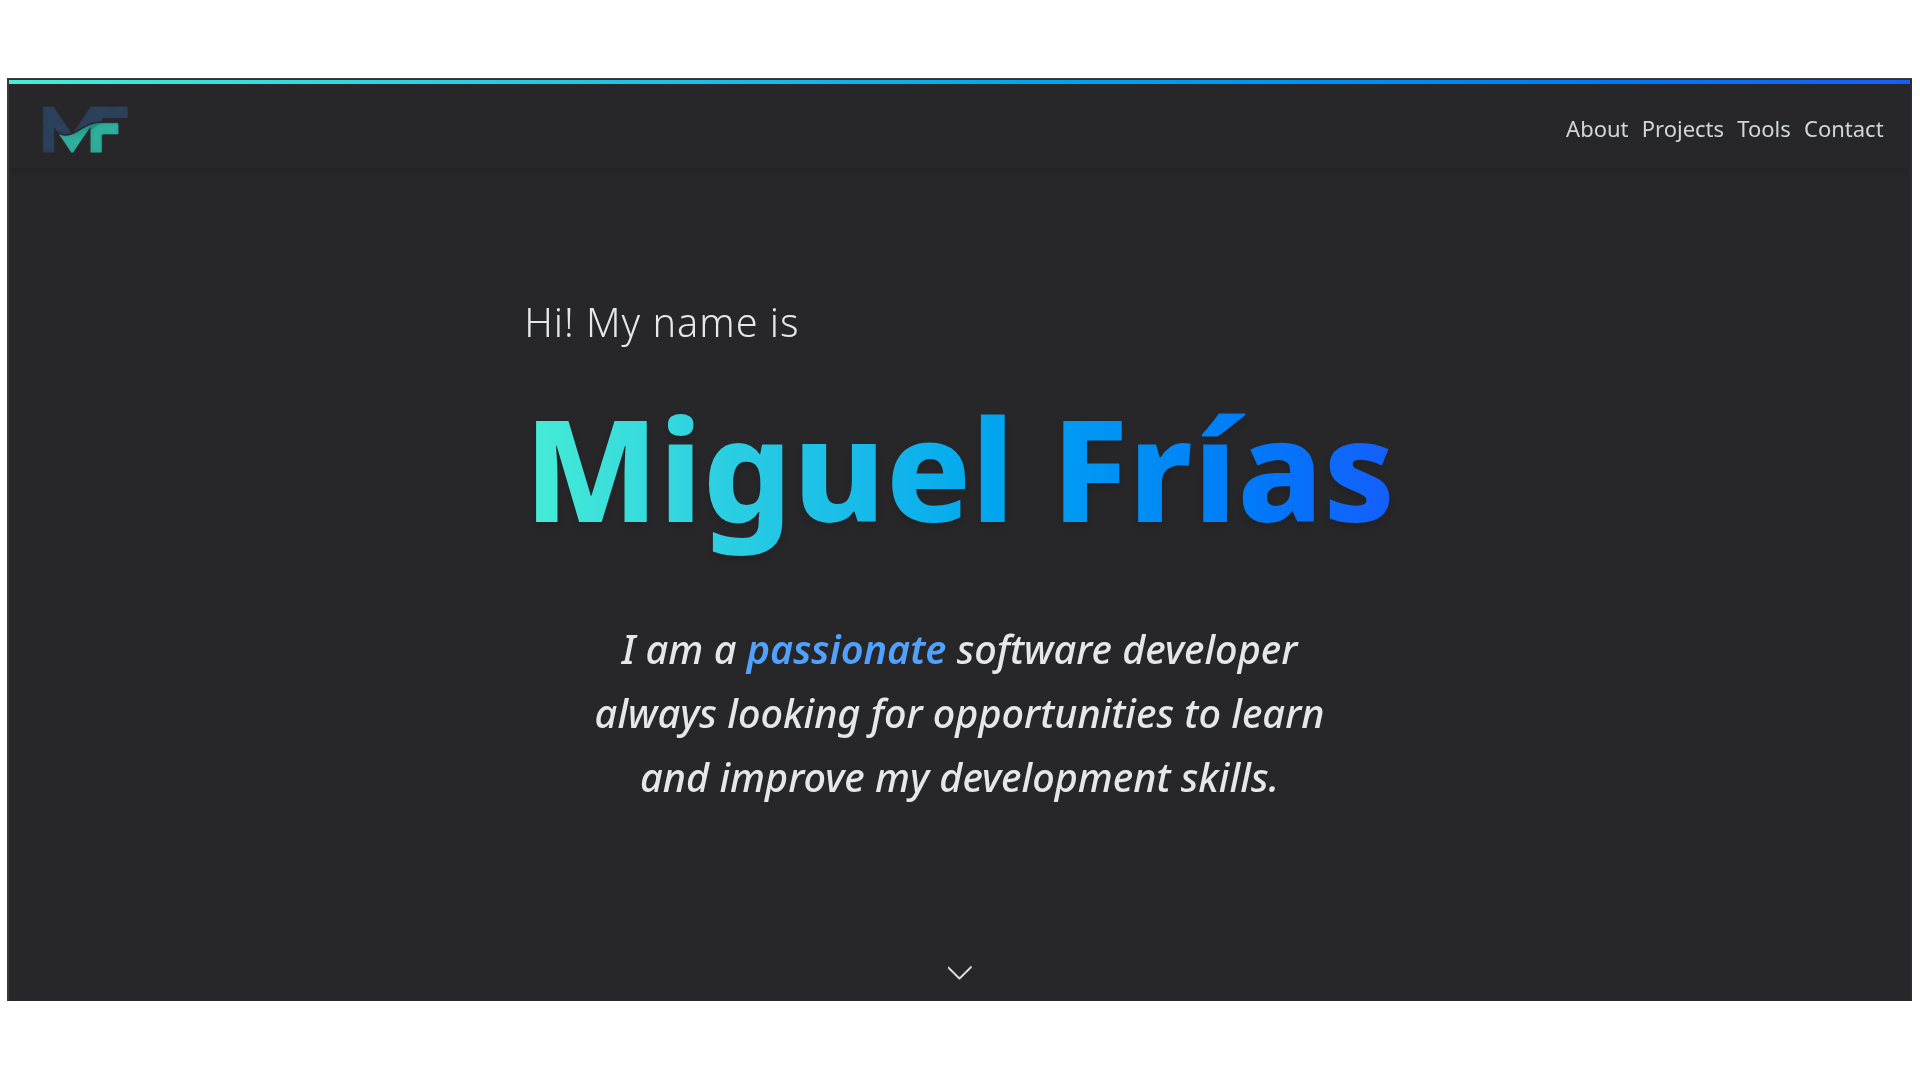 MF
About Projects Tools Contact
Hi! My name is
Miguel Frías
I am a passionate software developer
always looking for opportunities to learn
and improve my development skills.